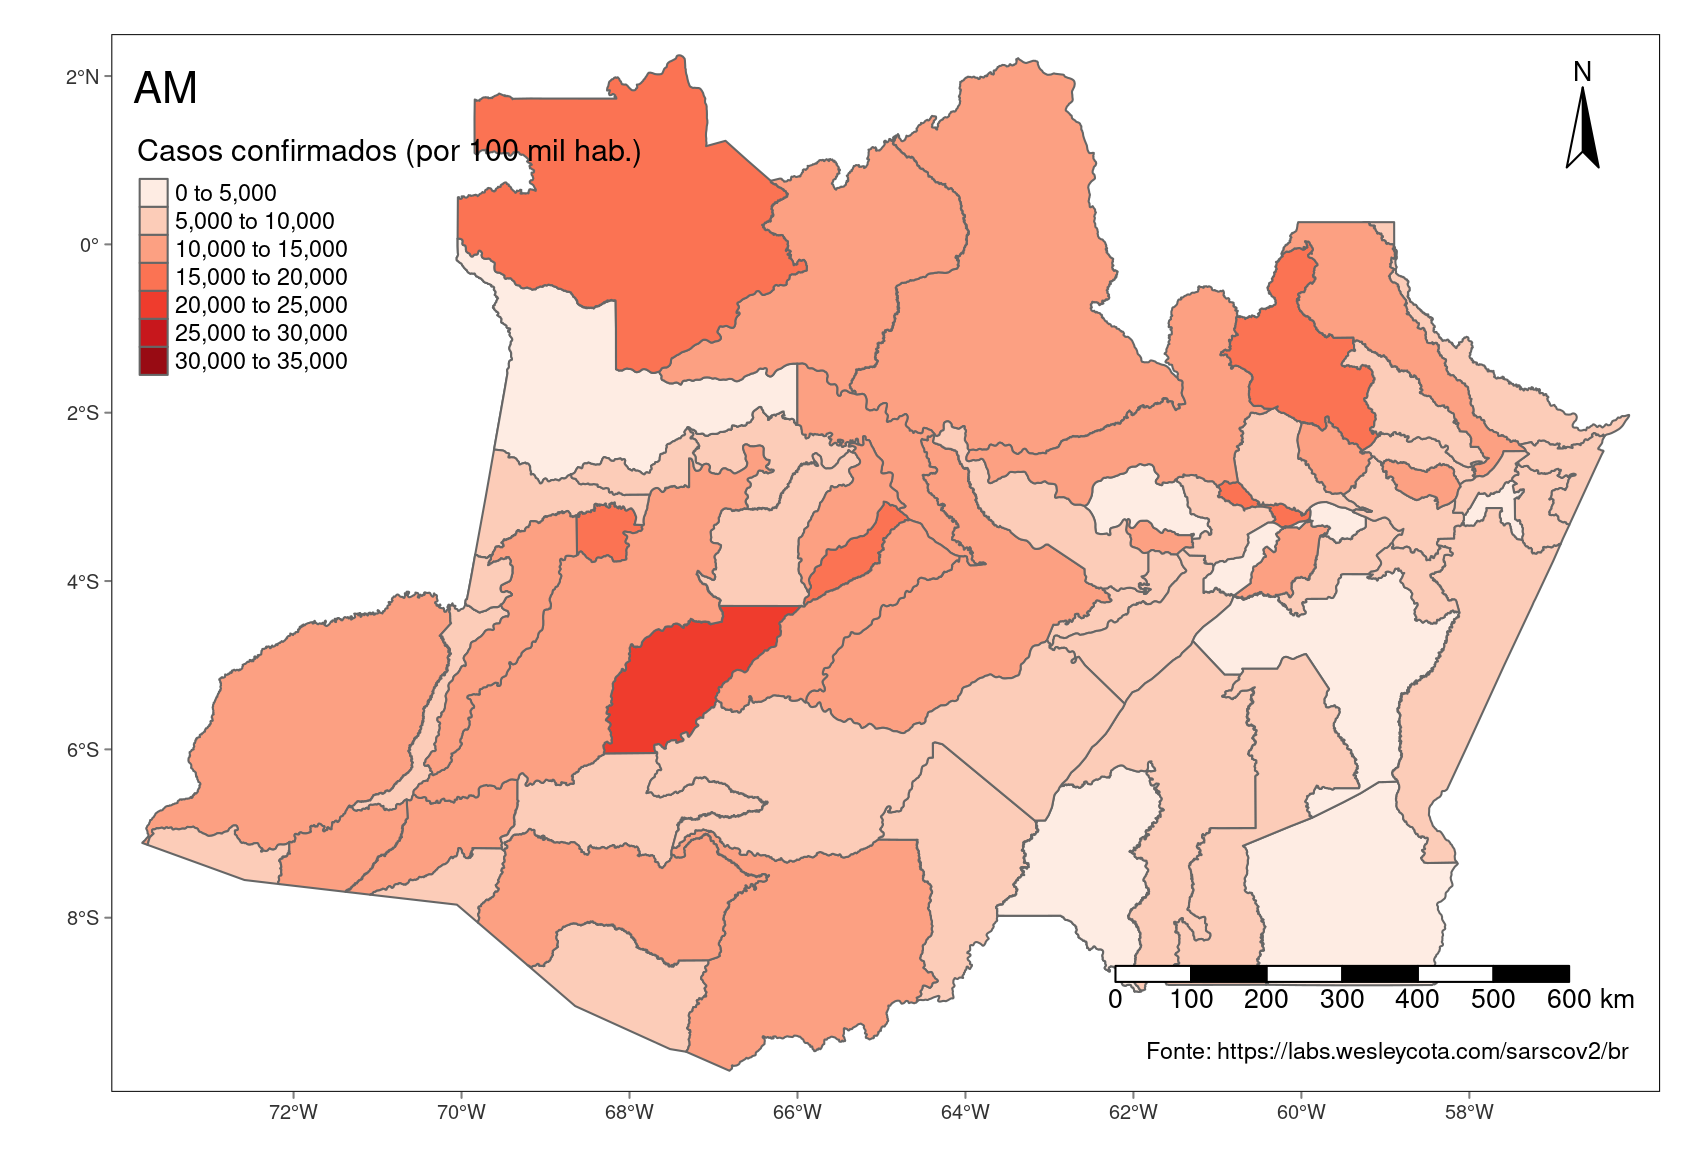 AM
N
Casos confirmados (por 100 mil hab.)
0 to 5,000
5,000 to 10,000
10,000 to 15,000
15,000 to 20,000
20,000 to 25,000
25,000 to 30,000
30,000 to 35,000
2°N
0°
2°S
4°S
6°S
8°S
0 100 200 300 400 500 600 km
Fonte: https://labs.wesleycota.com/sarscov2/br
72°W 70°W 68°W 66°W 64°W 62°W 60°W 58°W